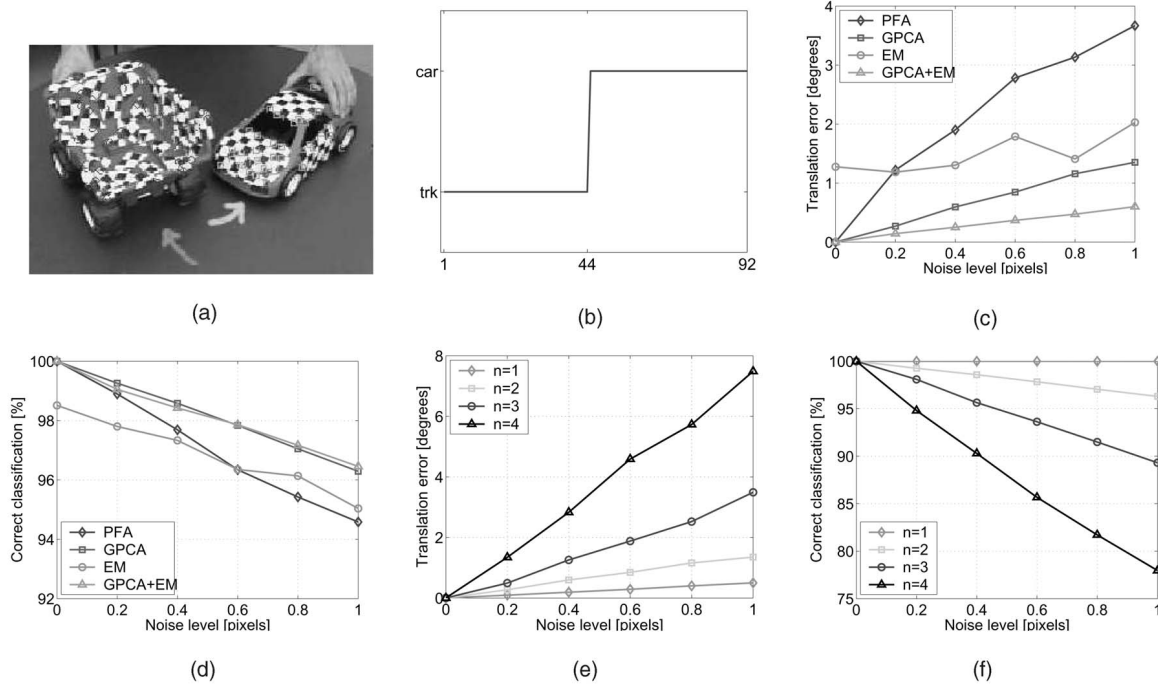 (a)
car
trk
1
44
92
(b)
4
3
2
1
0
Translation error [degrees]
PFA
GPCA
EM
GPCA+EM
0
0.2
0.4
0.6
0.8
1
Noise level [pixels]
(c)
100
98
96
94
92
Correct classification [%]
PFA
GPCA
EM
GPCA+EM
0
0.2
0.4
0.6
0.8
1
Noise level [pixels]
(d)
8
6
4
2
0
Translation error [degrees]
n=1
n=2
n=3
n=4
0
0.2
0.4
0.6
0.8
1
Noise level [pixels]
(e)
100
95
90
85
80
75
Correct classification [%]
n=1
n=2
n=3
n=4
0
0.2
0.4
0.6
0.8
1
Noise level [pixels]
(f)